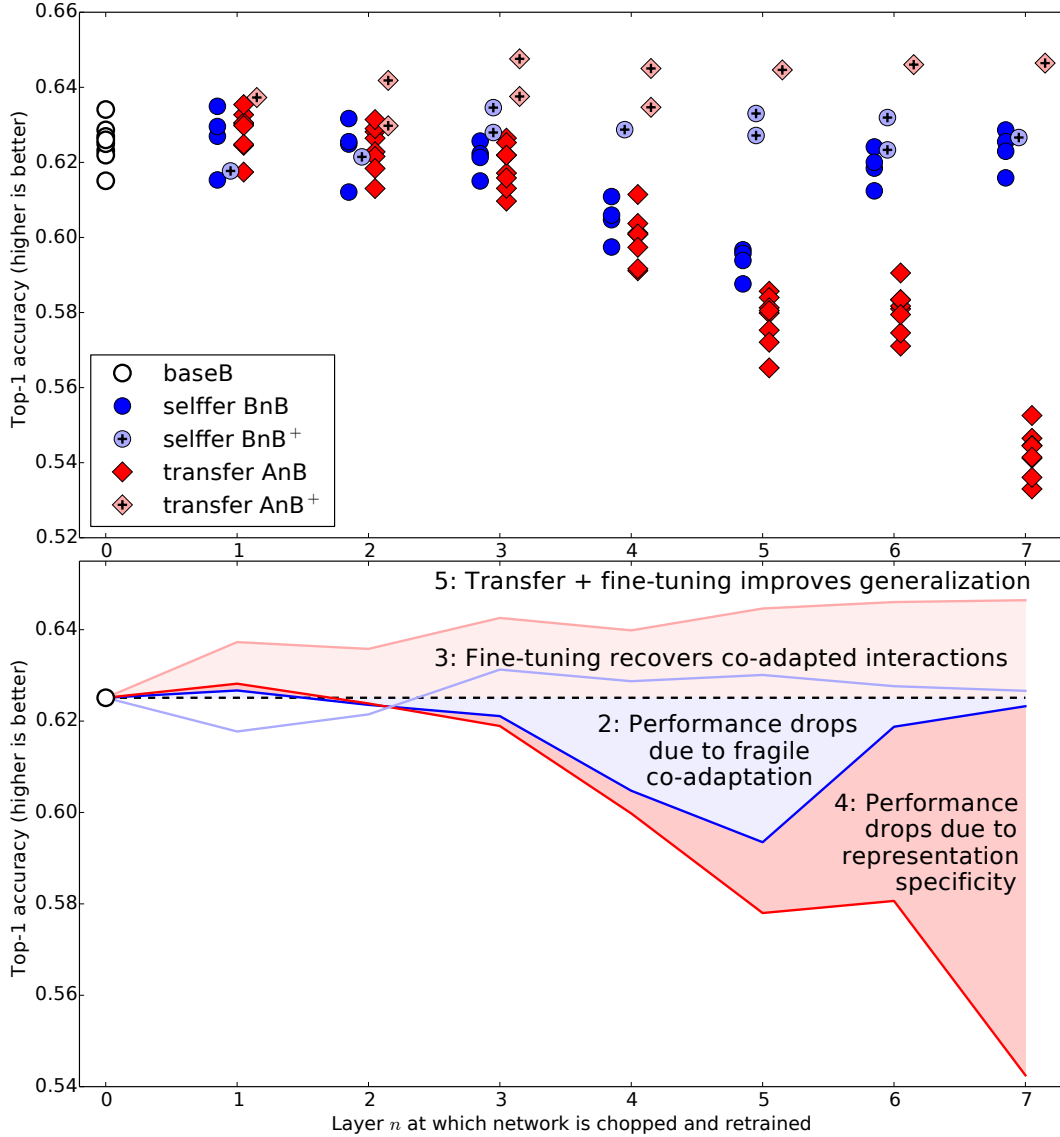 0.66
0.64
0.62
0.60
0.58
0.56
0.54
0.52
Top-1 accuracy (higher is better)
baseB
selffer BnB
selffer BnB⁺
transfer AnB
transfer AnB⁺
0 1 2 3 4 5 6 7
5: Transfer + fine-tuning improves generalization
3: Fine-tuning recovers co-adapted interactions
2: Performance drops
due to fragile
co-adaptation
4: Performance
drops due to
representation
specificity
0.64
0.62
0.60
0.58
0.56
0.54
Top-1 accuracy (higher is better)
0 1 2 3 4 5 6 7
Layer n at which network is chopped and retrained